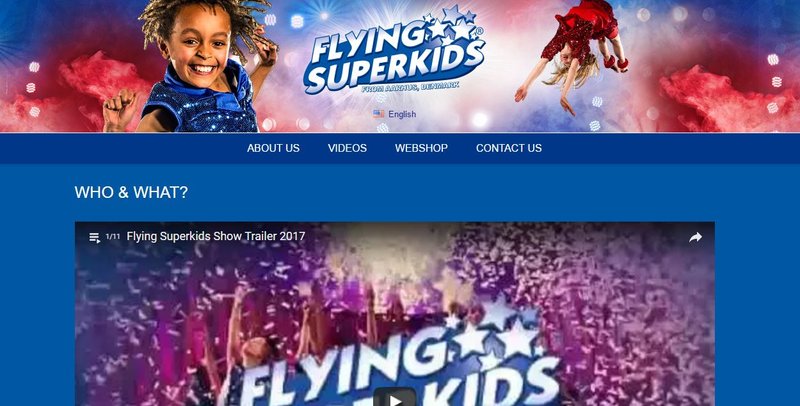 FLYING
SUPERKIDS®
FROM AARHUS, DENMARK
English
ABOUT US VIDEOS WEBSHOP CONTACT US
WHO & WHAT?
1/11 Flying Superkids Show Trailer 2017
FLYING
KIDS